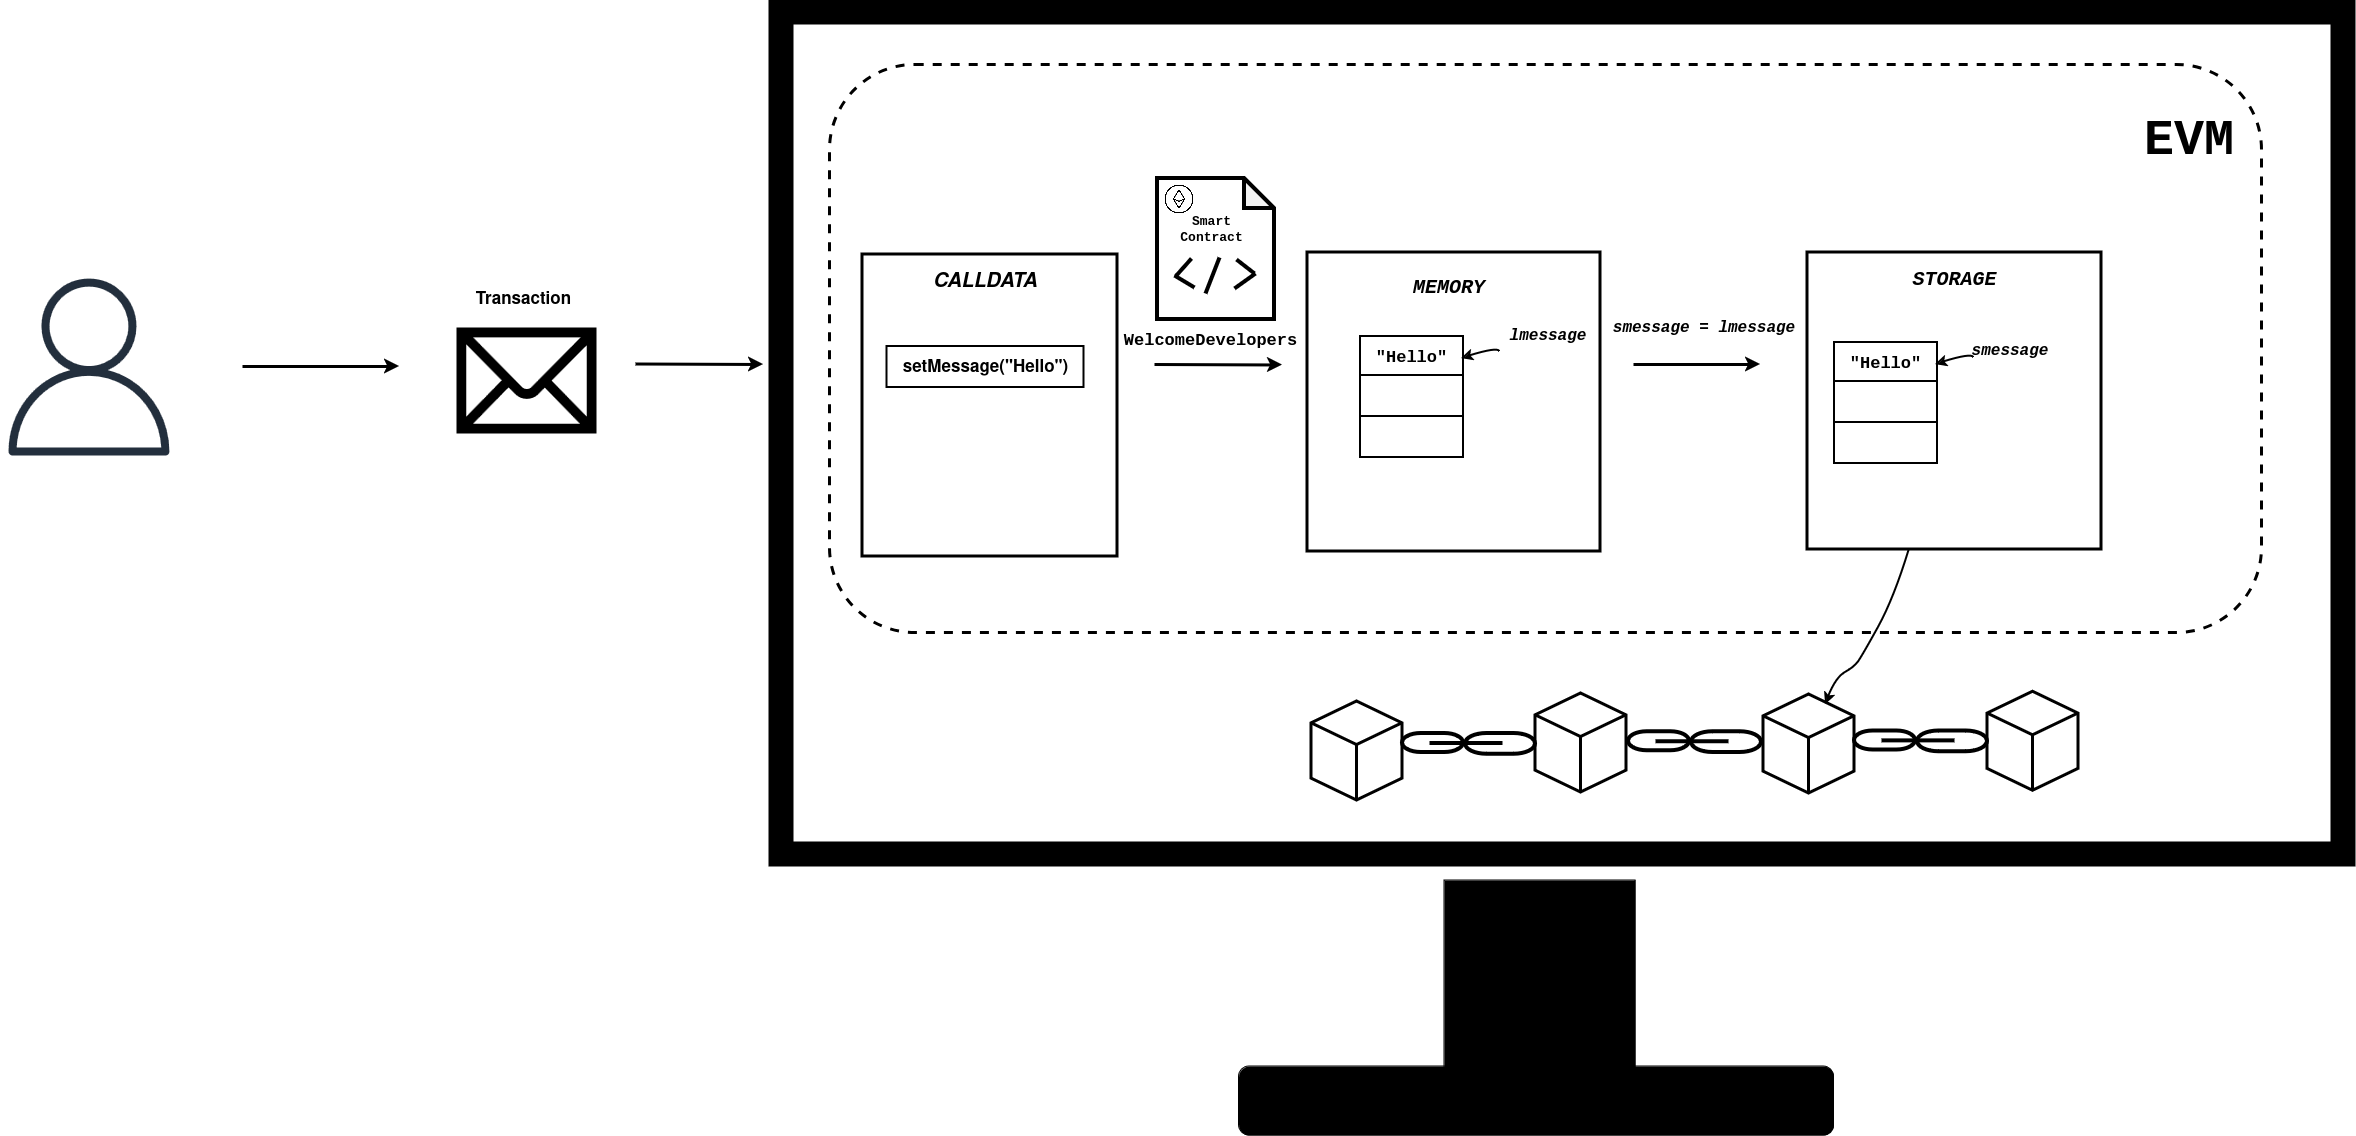 EVM
Transaction
CALLDATA
setMessage("Hello")
Smart
Contract
WelcomeDevelopers
MEMORY
"Hello"
lmessage
smessage = lmessage
STORAGE
"Hello"
smessage